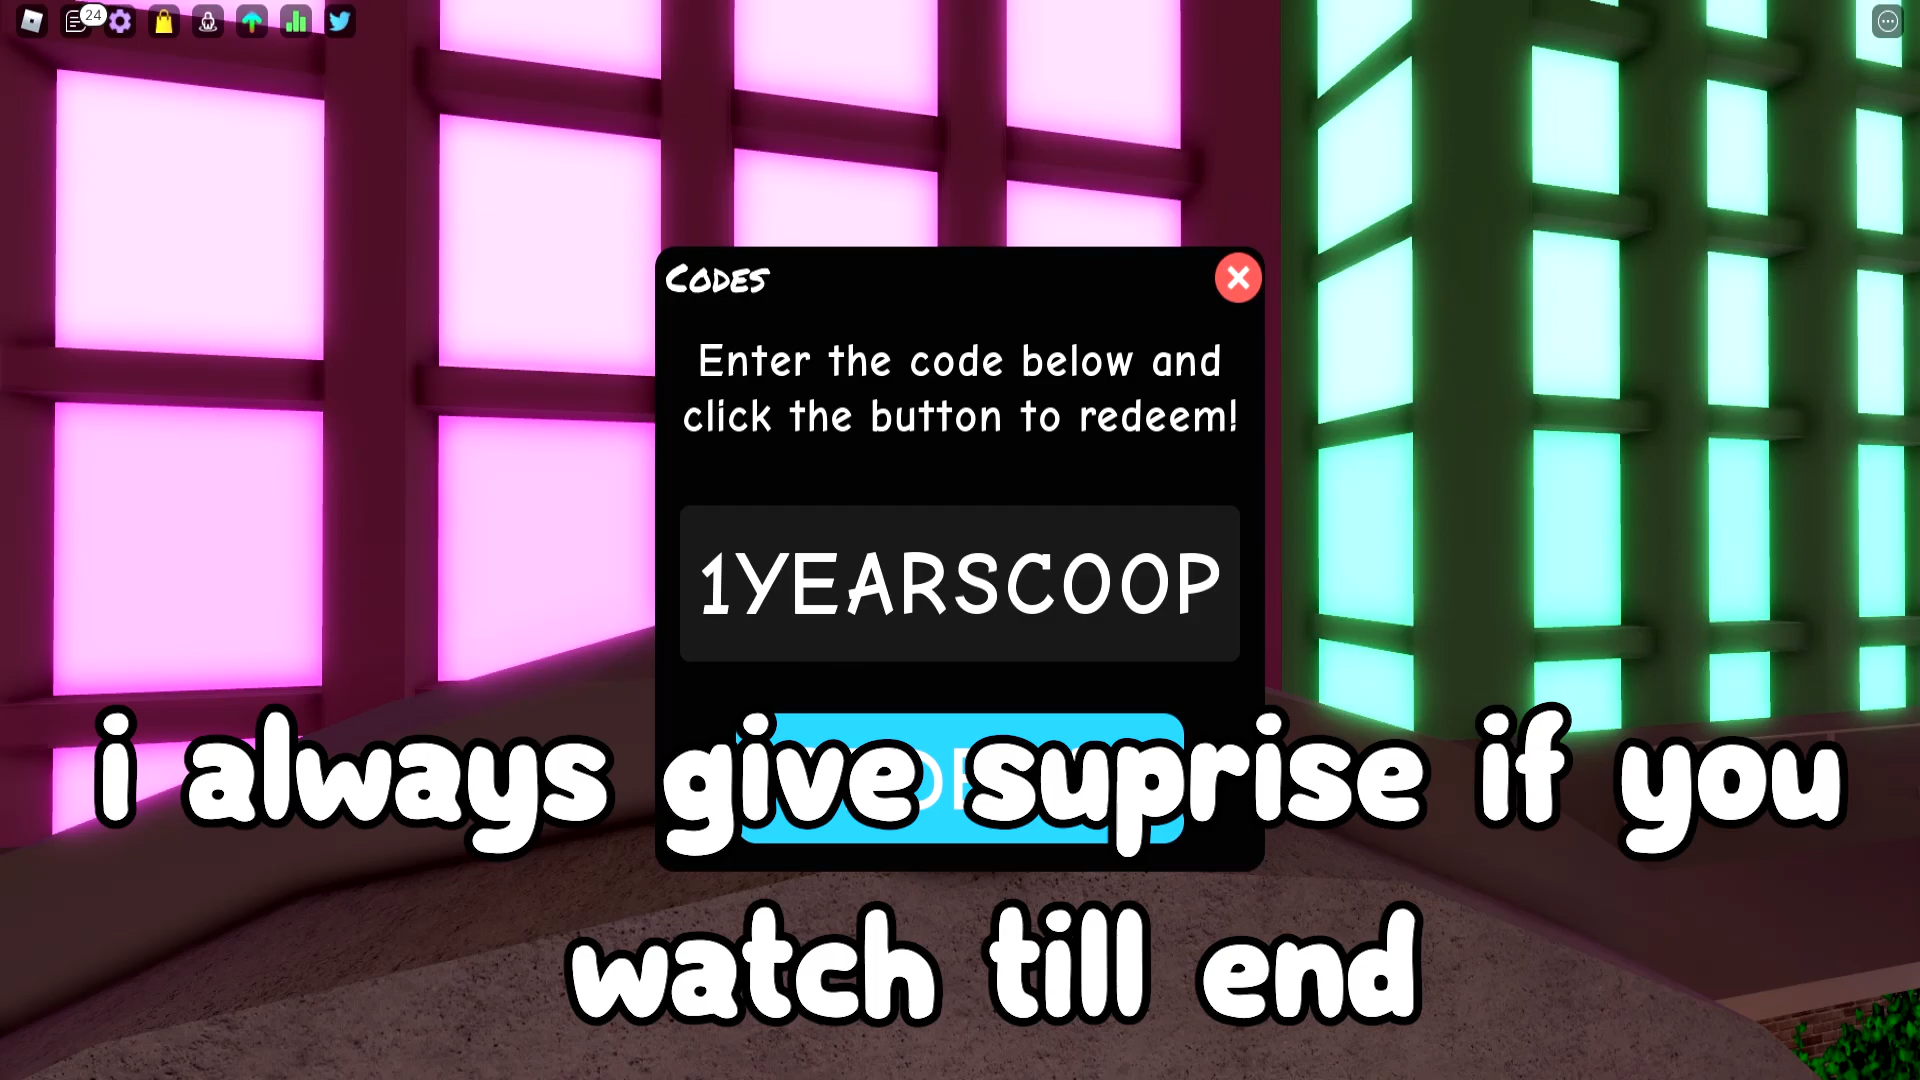 24
Codes
Enter the code below and
click the button to redeem!
1YEARSCOOP
i always give suprise if you
watch till end